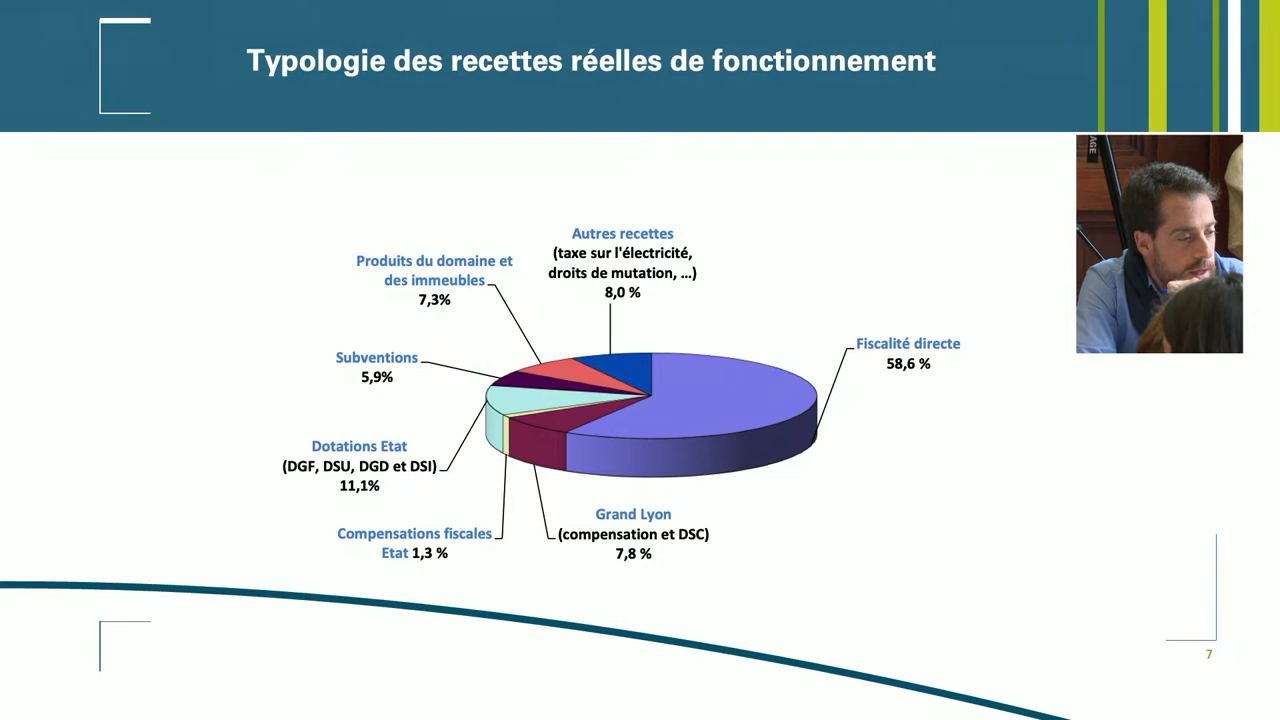 Typologie des recettes réelles de fonctionnement
AGE
Autres recettes
(taxe sur l'électricité,
droits de mutation, ...)
8,0 %
Produits du domaine et
des immeubles
7,3%
Fiscalité directe
58,6 %
Subventions
5,9%
Dotations Etat
(DGF, DSU, DGD et DSI)
11,1%
Grand Lyon
(compensation et DSC)
7,8 %
Compensations fiscales
Etat 1,3 %
7